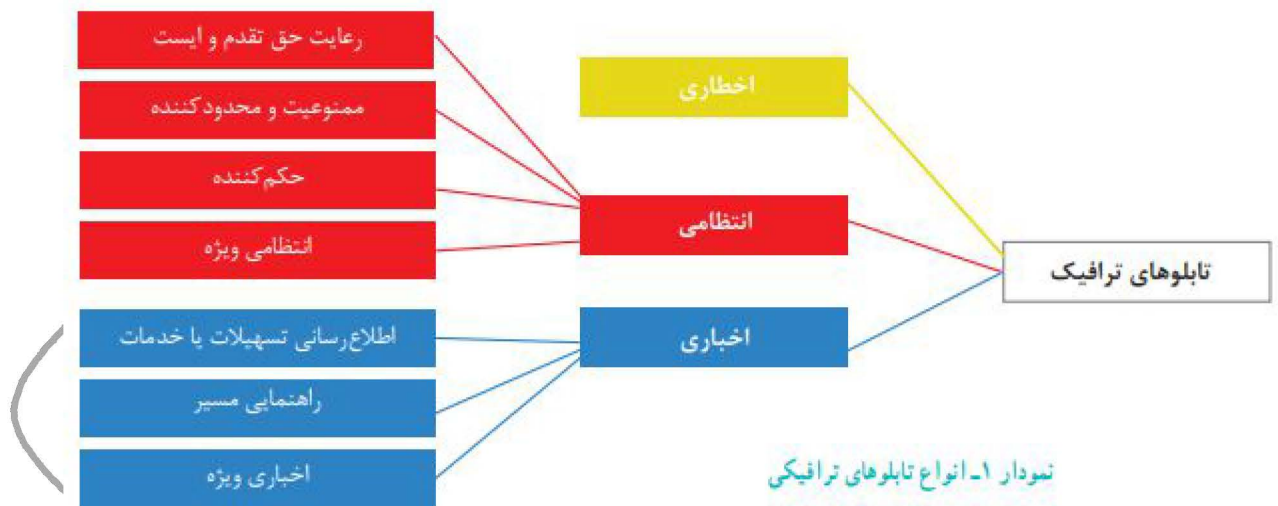 تابلوهای ترافیک
اخطاری
انتظامی
رعایت حق تقدم و ایست
ممنوعیت و محدودکننده
حکم‌کننده
انتظامی ویژه
اخباری
اطلاع‌رسانی تسهیلات یا خدمات
راهنمایی مسیر
اخباری ویژه
نمودار ۱ـ انواع تابلوهای ترافیکی